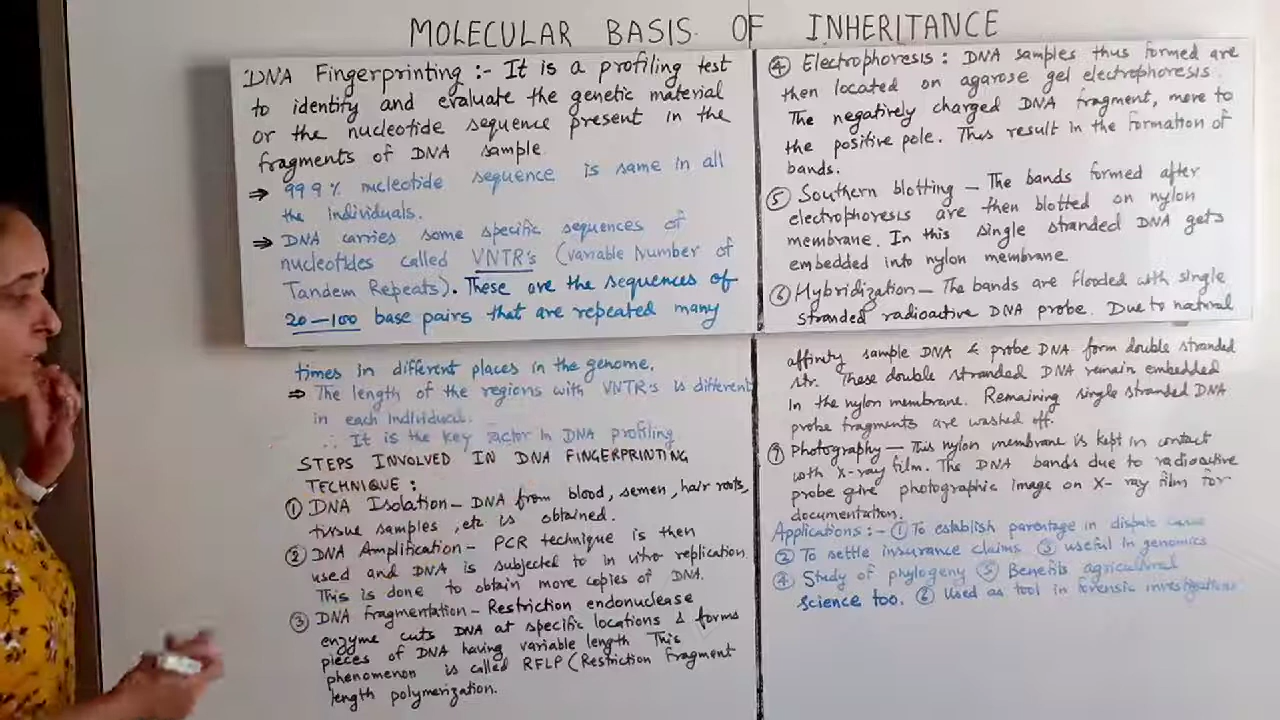 MOLECULAR BASIS OF INHERITANCE
DNA Fingerprinting :- It is a profiling test
to identify and evaluate the genetic material
or the nucleotide sequence present in the
fragments of DNA sample.
⇒ 99.9% nucleotide sequence is same in all
the individuals.
⇒ DNA carries some specific sequences of
nucleotides called VNTR's (Variable Number of
Tandem Repeats). These are the sequences of
20-100 base pairs that are repeated many
times in different places in the genome.
⇒ The length of the regions with VNTR's is different
in each individual.
∴ It is the key factor in DNA profiling
STEPS INVOLVED IN DNA FINGERPRINTING
TECHNIQUE :
① DNA Isolation - DNA from blood, semen, hair roots,
tissue samples, etc is obtained.
② DNA Amplification - PCR technique is then
used and DNA is subjected to in vitro replication
This is done to obtain more copies of DNA.
③ DNA fragmentation - Restriction endonuclease
enzyme cuts DNA at specific locations & forms
pieces of DNA having variable length This
phenomenon is called RFLP (Restriction Fragment
length polymerization.
④ Electrophoresis : DNA samples thus formed are
then located on agarose gel electrophoresis.
The negatively charged DNA fragment, move to
the positive pole. Thus result in the formation of
bands.
⑤ Southern blotting - The bands formed after
electrophoresis are then blotted on nylon
membrane. In this single stranded DNA gets
embedded into nylon membrane
⑥ Hybridization - The bands are flooded with single
stranded radioactive DNA probe. Due to natural
affinity sample DNA & probe DNA form double stranded
str. These double stranded DNA remain embedded
in the nylon membrane. Remaining single stranded DNA
probe fragments are washed off.
⑦ Photography - This nylon membrane is kept in contact
with X-ray film. The DNA bands due to radioactive
probe give photographic image on X-ray film for
documentation.
Applications :- ① To establish parentage in dispute cases
② To settle insurance claims ③ useful in genomics
④ Study of phylogeny ⑤ Benefits agricultural
science too. ⑥ Used as tool in forensic investigations